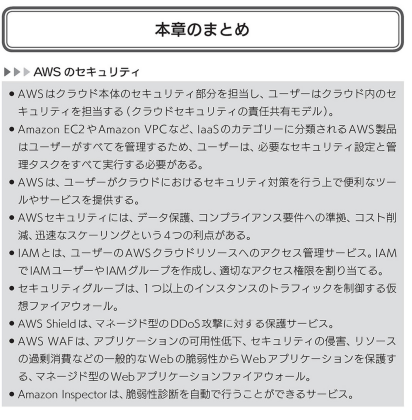 本章のまとめ
▶▶▶ AWS のセキュリティ
● AWSはクラウド本体のセキュリティ部分を担当し、ユーザーはクラウド内のセ
キュリティを担当する（クラウドセキュリティの責任共有モデル）。
● Amazon EC2やAmazon VPCなど、IaaSのカテゴリーに分類されるAWS製品
はユーザーがすべてを管理するため、ユーザーは、必要なセキュリティ設定と管
理タスクをすべて実行する必要がある。
● AWSは、ユーザーがクラウドにおけるセキュリティ対策を行う上で便利なツー
ルやサービスを提供する。
● AWSセキュリティには、データ保護、コンプライアンス要件への準拠、コスト削
減、迅速なスケーリングという4つの利点がある。
● IAMとは、ユーザーのAWSクラウドリソースへのアクセス管理サービス。IAM
でIAMユーザーやIAMグループを作成し、適切なアクセス権限を割り当てる。
● セキュリティグループは、1つ以上のインスタンスのトラフィックを制御する仮
想ファイアウォール。
● AWS Shieldは、マネージド型のDDoS攻撃に対する保護サービス。
● AWS WAFは、アプリケーションの可用性低下、セキュリティの侵害、リソース
の過剰消費などの一般的なWebの脆弱性からWebアプリケーションを保護す
る、マネージド型のWebアプリケーションファイアウォール。
● Amazon Inspectorは、脆弱性診断を自動で行うことができるサービス。